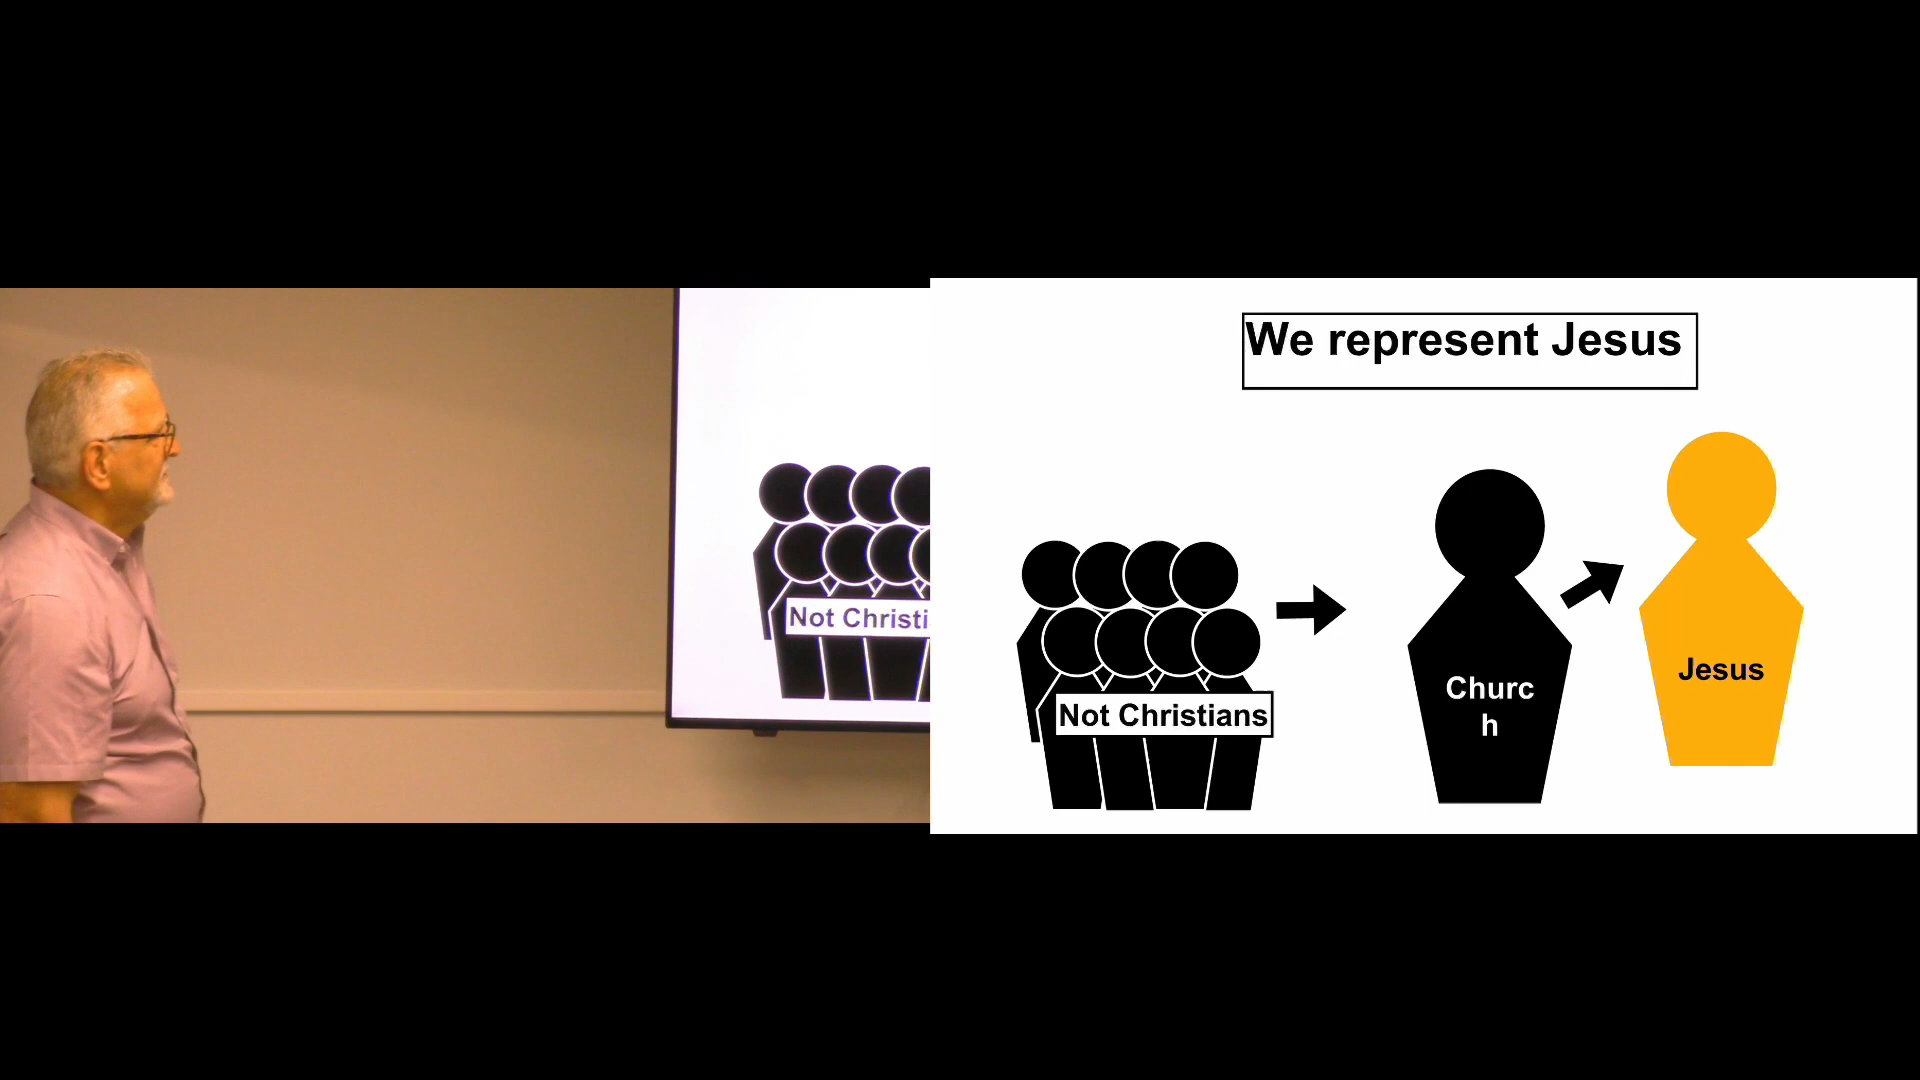 Not Christi
We represent Jesus
Not Christians
Churc
h
Jesus